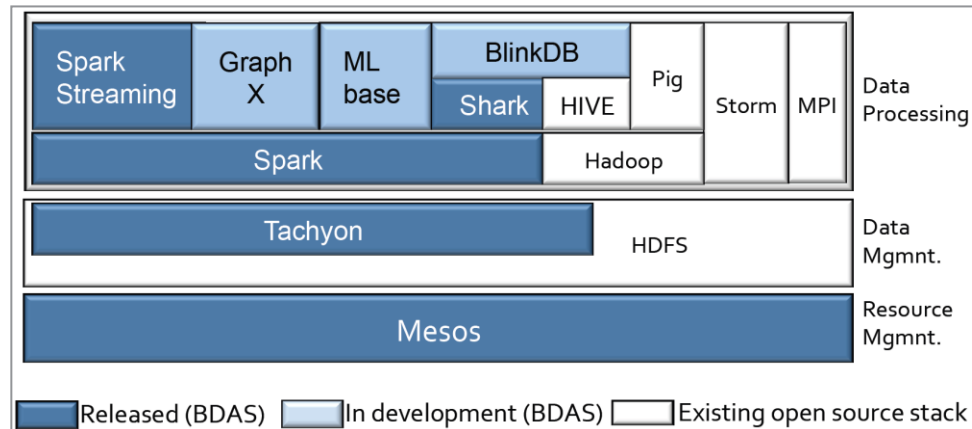 Spark
Streaming
Graph
X
ML
base
BlinkDB
Shark
HIVE
Pig
Storm
MPI
Data
Processing
Spark
Hadoop
Tachyon
HDFS
Data
Mgmnt.
Mesos
Resource
Mgmnt.
Released (BDAS)
In development (BDAS)
Existing open source stack